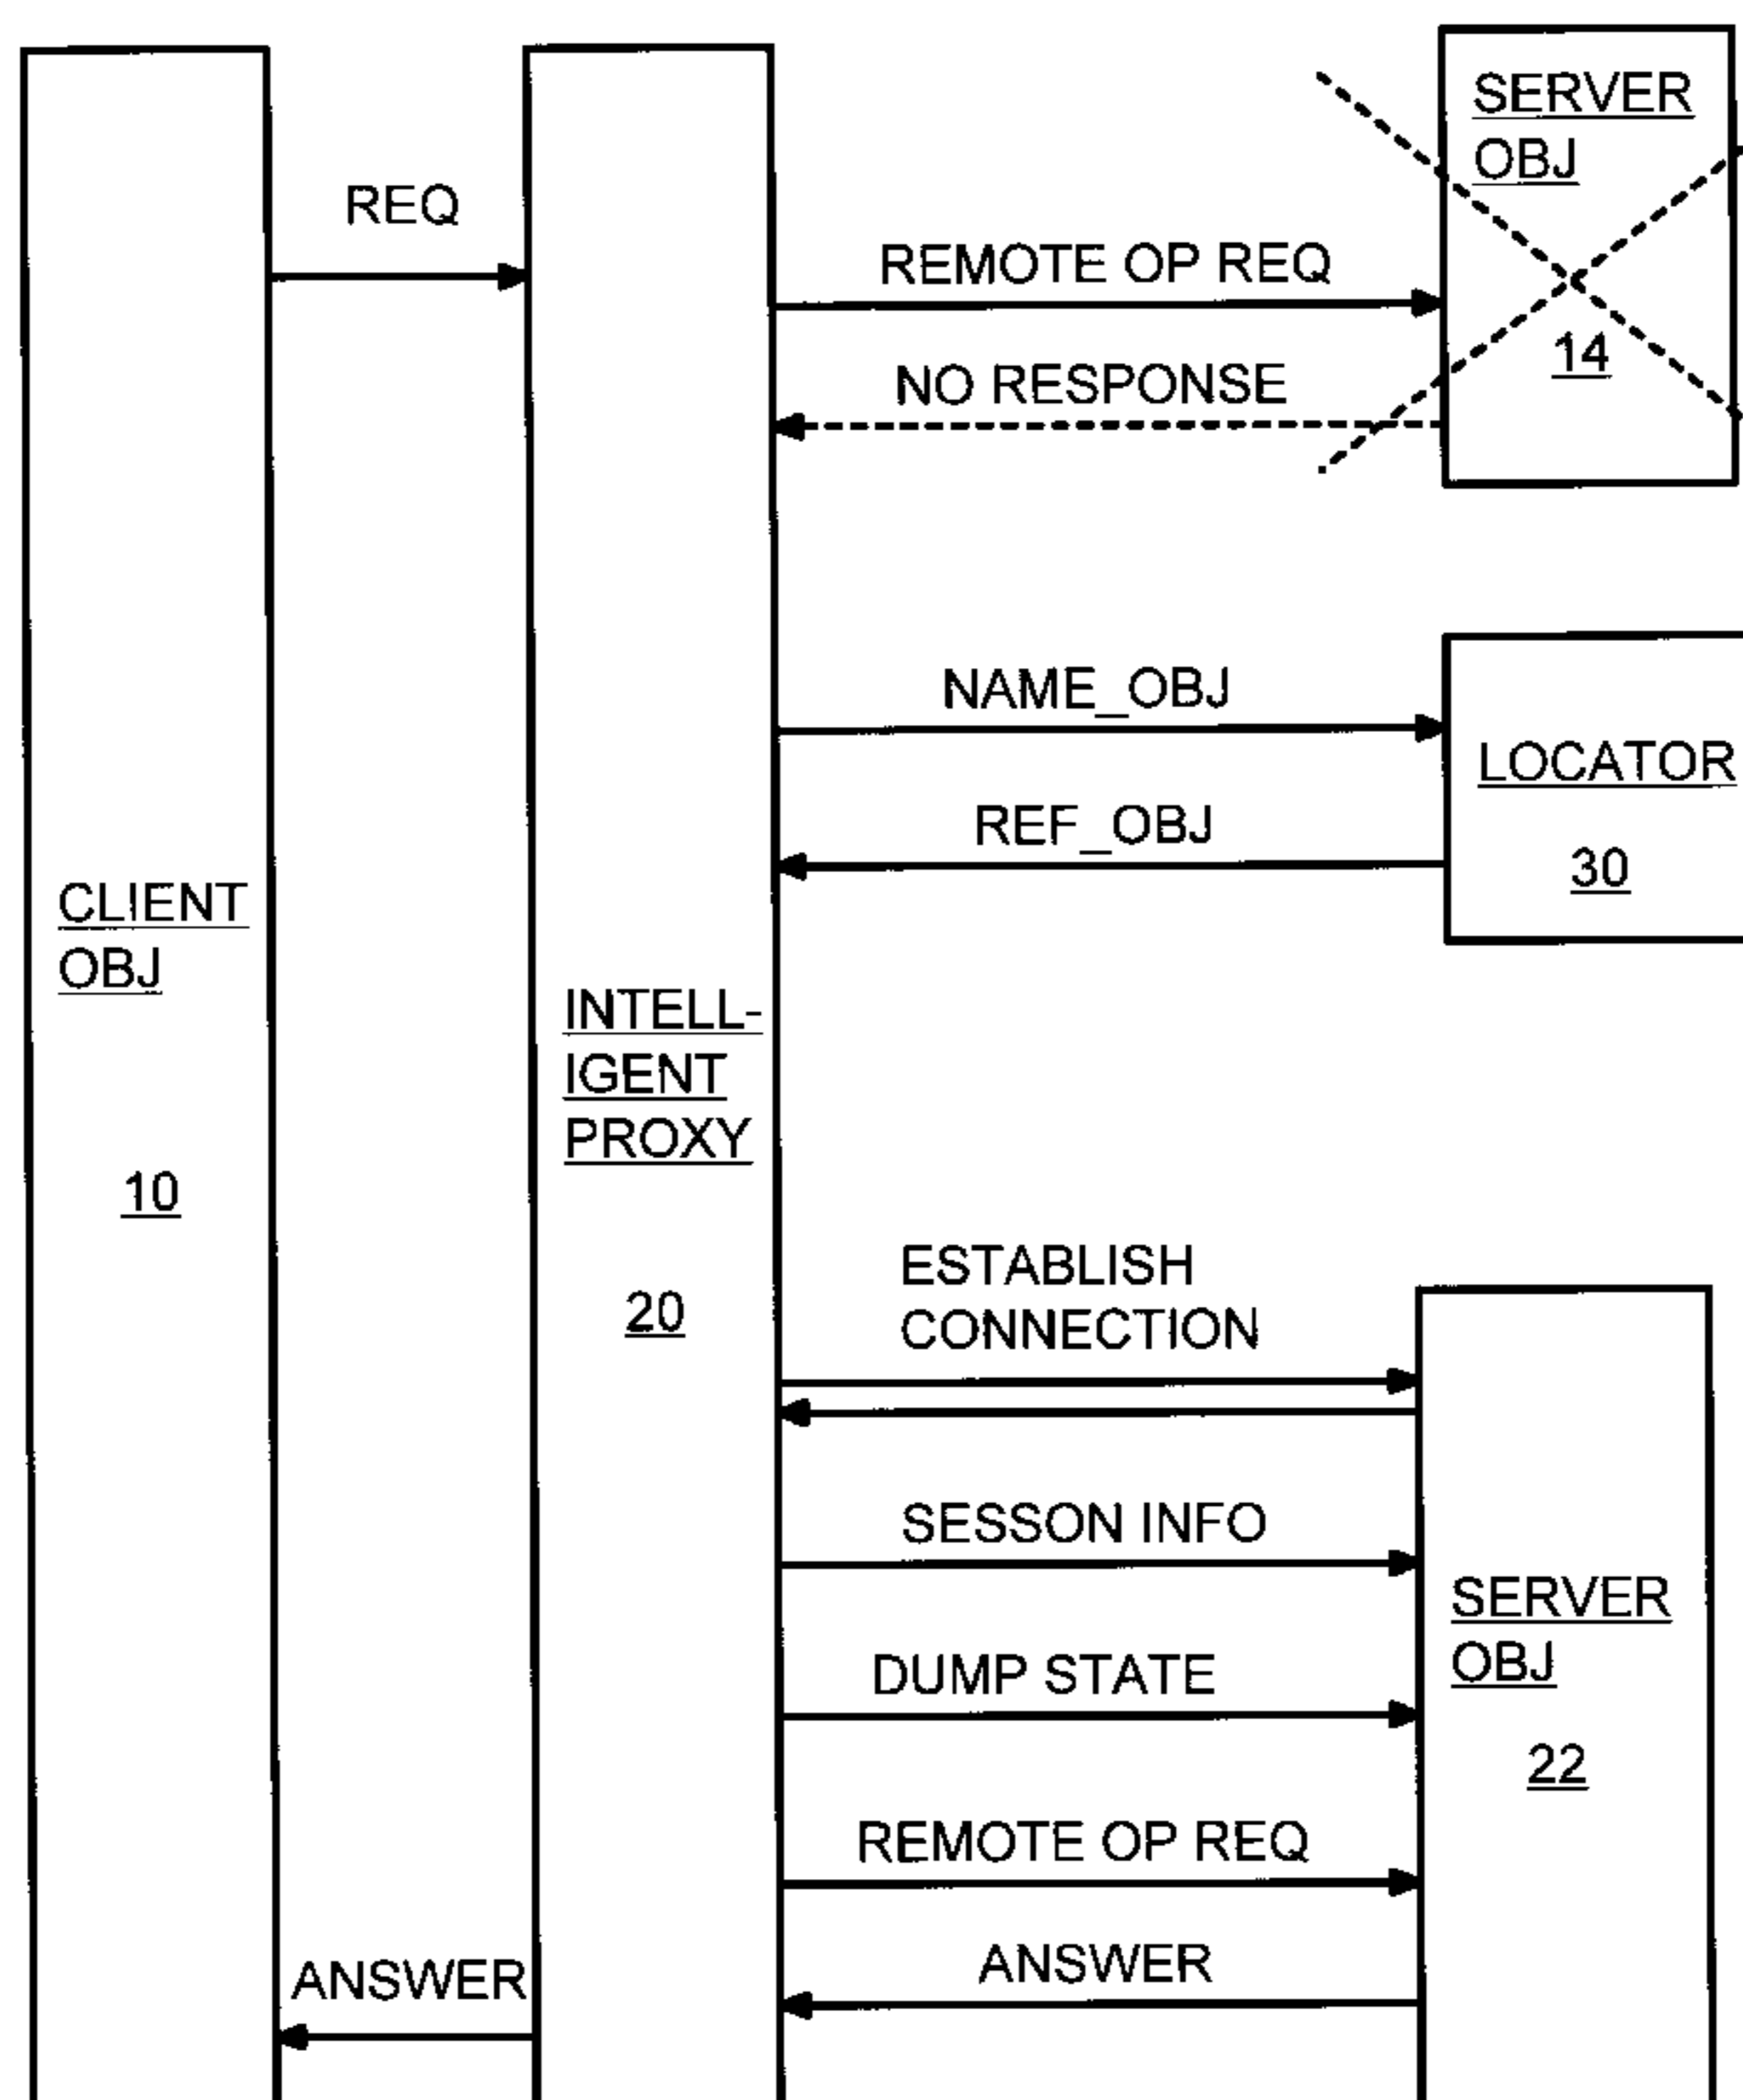 SERVER
OBJ
14
REQ
REMOTE OP REQ
NO RESPONSE
NAME_OBJ
LOCATOR
30
REF_OBJ
CLIENT
OBJ
10
INTELL-
IGENT
PROXY
20
ESTABLISH
CONNECTION
SESSON INFO
SERVER
OBJ
22
DUMP STATE
REMOTE OP REQ
ANSWER
ANSWER